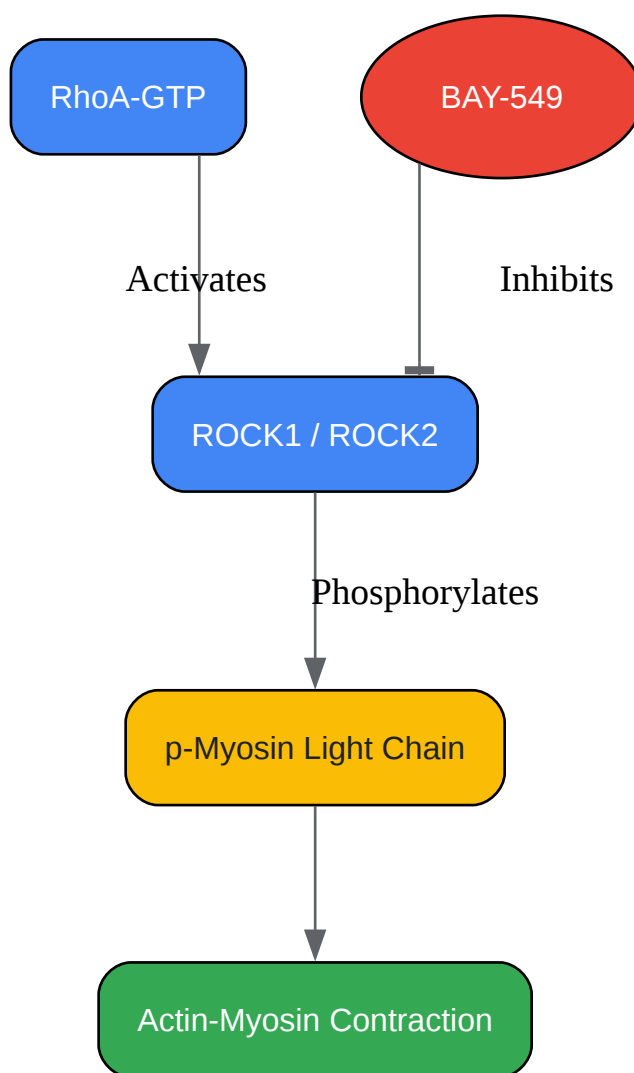 RhoA-GTP
BAY-549
Activates
Inhibits
ROCK1 / ROCK2
Phosphorylates
p-Myosin Light Chain
Actin-Myosin Contraction